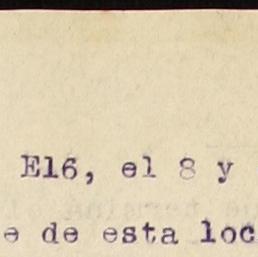 E16, el 8 y
e de esta loc